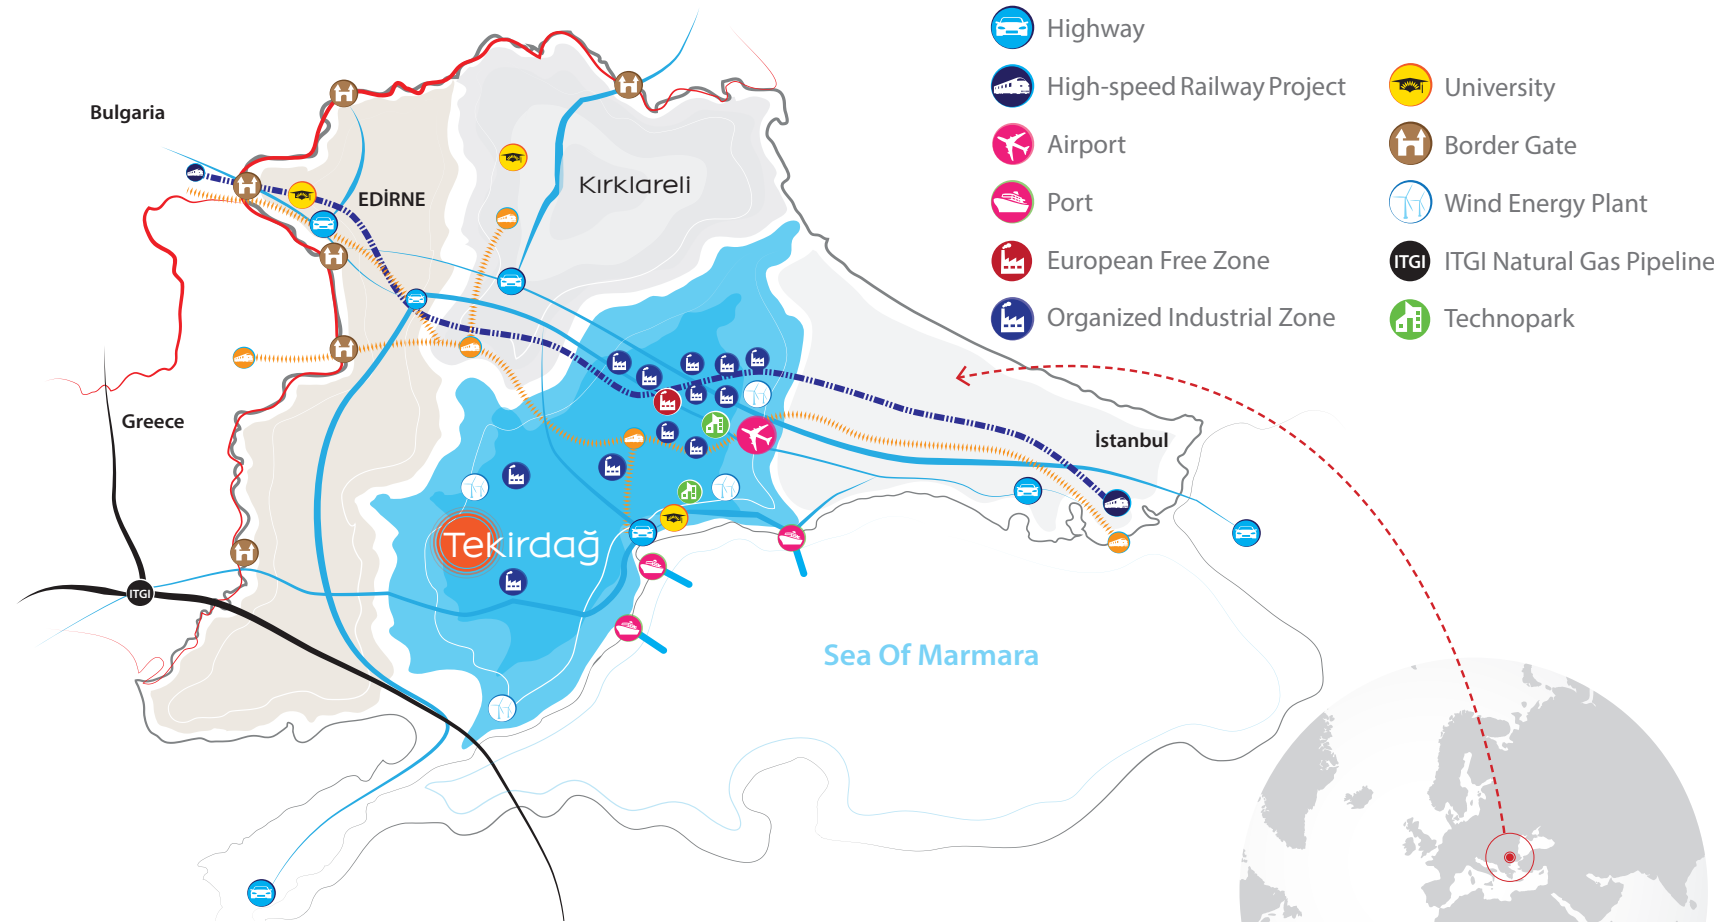 Highway
High-speed Railway Project
Airport
Port
European Free Zone
Organized Industrial Zone
University
Border Gate
Wind Energy Plant
ITGI
ITGI Natural Gas Pipeline
Technopark
Bulgaria
EDİRNE
Kırklareli
Greece
İstanbul
Tekirdağ
ITGI
Sea Of Marmara